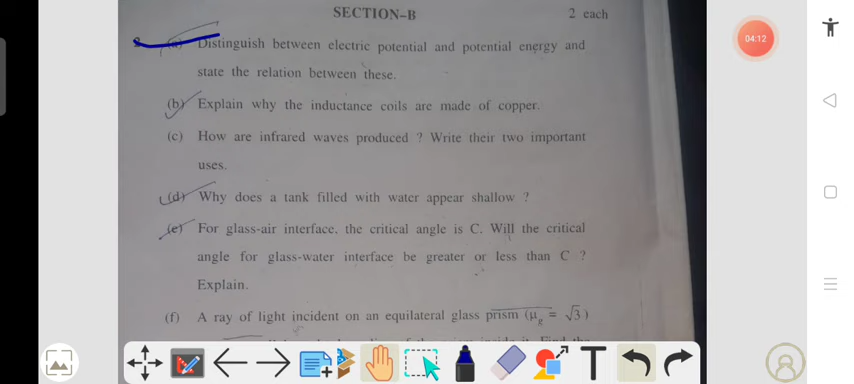 SECTION–B 2 each
04:12
(a) Distinguish between electric potential and potential energy and
state the relation between these.
(b) Explain why the inductance coils are made of copper.
(c) How are infrared waves produced ? Write their two important
uses.
(d) Why does a tank filled with water appear shallow ?
(e) For glass-air interface, the critical angle is C. Will the critical
angle for glass-water interface be greater or less than C ?
Explain.
(f) A ray of light incident on an equilateral glass prism (μg = √3)
T